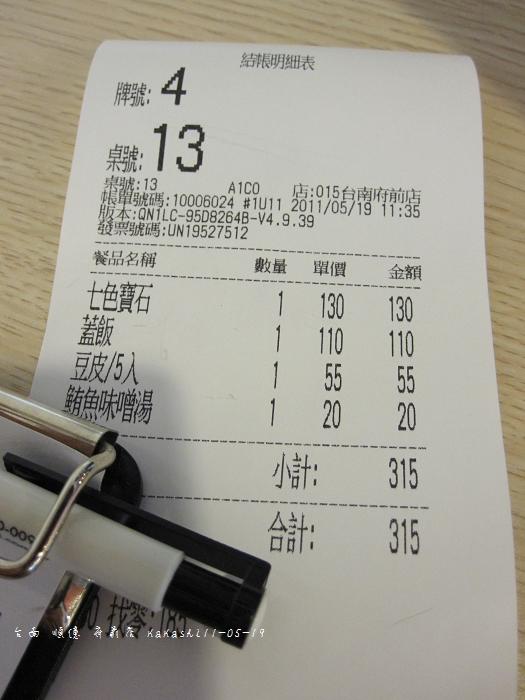 結帳明細表
牌號: 4
桌號: 13
桌號:13 A1C0 店:015台南府前店
帳單號碼:10006024 #1U11 2011/05/19 11:35
版本:QN1LC-95D8264B-V4.9.39
發票號碼:UN19527512
餐品名稱 數量 單價 金額
七色寶石 1 130 130
蓋飯 1 110 110
豆皮/5入 1 55 55
鮪魚味噌湯 1 20 20
小計: 315
合計: 315
找零:185
台南 順億 壽司 kakashi11-05-19